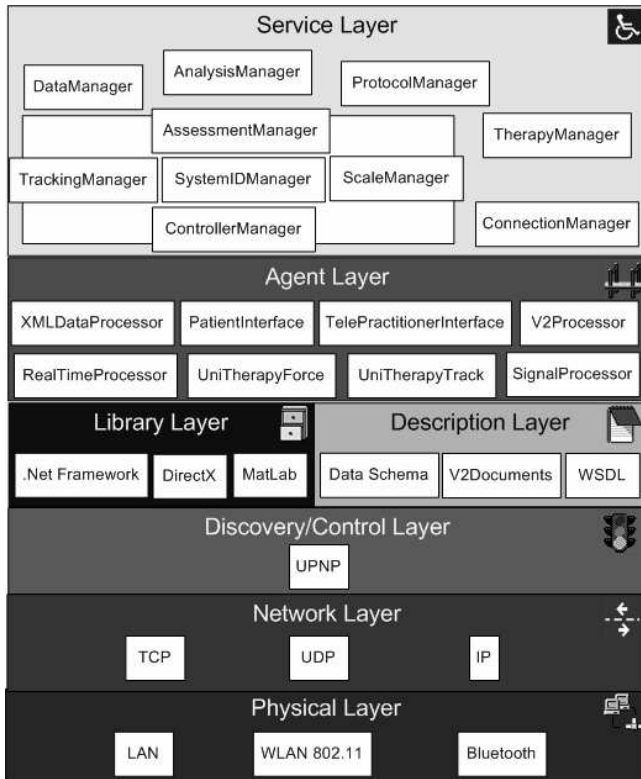 Service Layer
DataManager
AnalysisManager
ProtocolManager
AssessmentManager
TherapyManager
TrackingManager
SystemIDManager
ScaleManager
ControllerManager
ConnectionManager
Agent Layer
XMLDataProcessor
PatientInterface
TelePractitionerInterface
V2Processor
RealTimeProcessor
UniTherapyForce
UniTherapyTrack
SignalProcessor
Library Layer
.Net Framework
DirectX
MatLab
Description Layer
Data Schema
V2Documents
WSDL
Discovery/Control Layer
UPNP
Network Layer
TCP
UDP
IP
Physical Layer
LAN
WLAN 802.11
Bluetooth